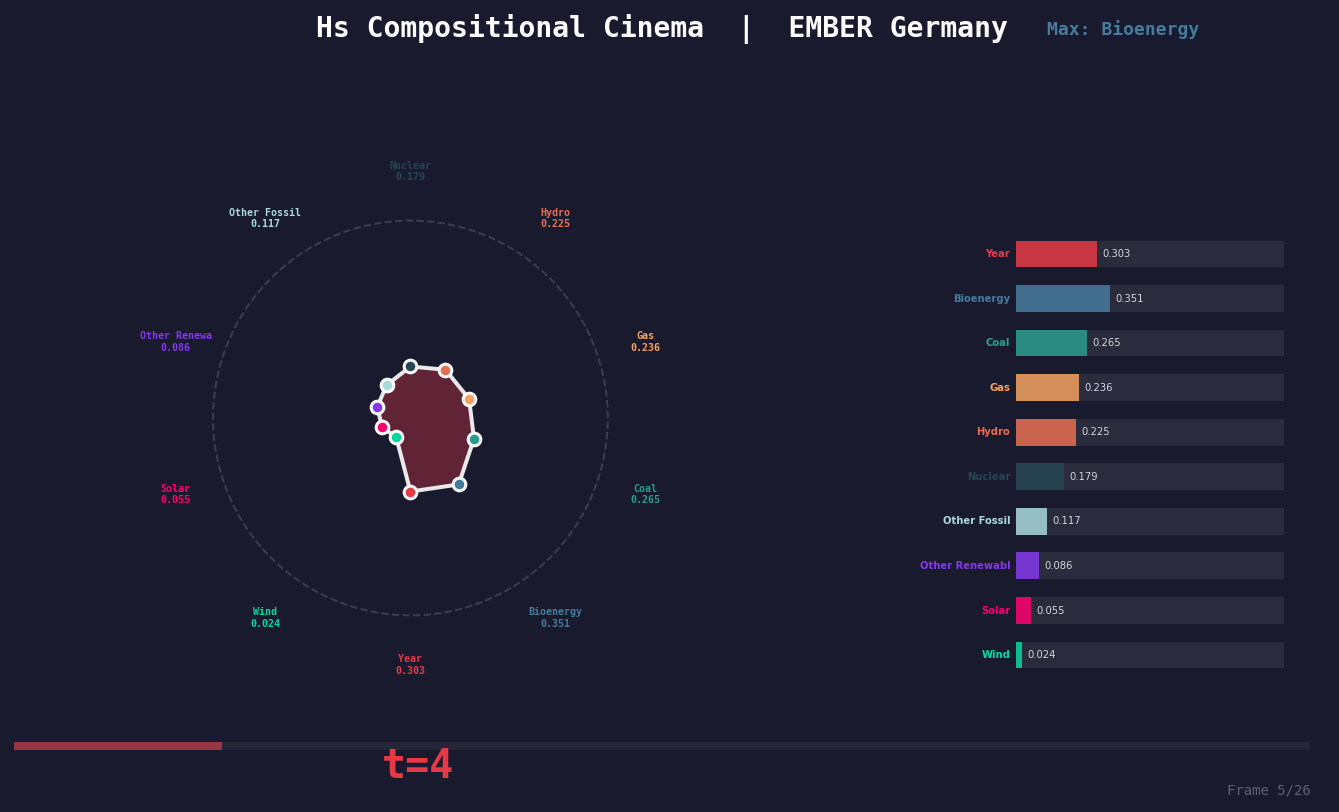 Hs Compositional Cinema | EMBER Germany
Max: Bioenergy
Nuclear
0.179
Other Fossil
0.117
Hydro
0.225
Other Renewa
0.086
Gas
0.236
Solar
0.055
Coal
0.265
Wind
0.024
Bioenergy
0.351
Year
0.303
Year 0.303
Bioenergy 0.351
Coal 0.265
Gas 0.236
Hydro 0.225
Nuclear 0.179
Other Fossil 0.117
Other Renewabl 0.086
Solar 0.055
Wind 0.024
t=4
Frame 5/26